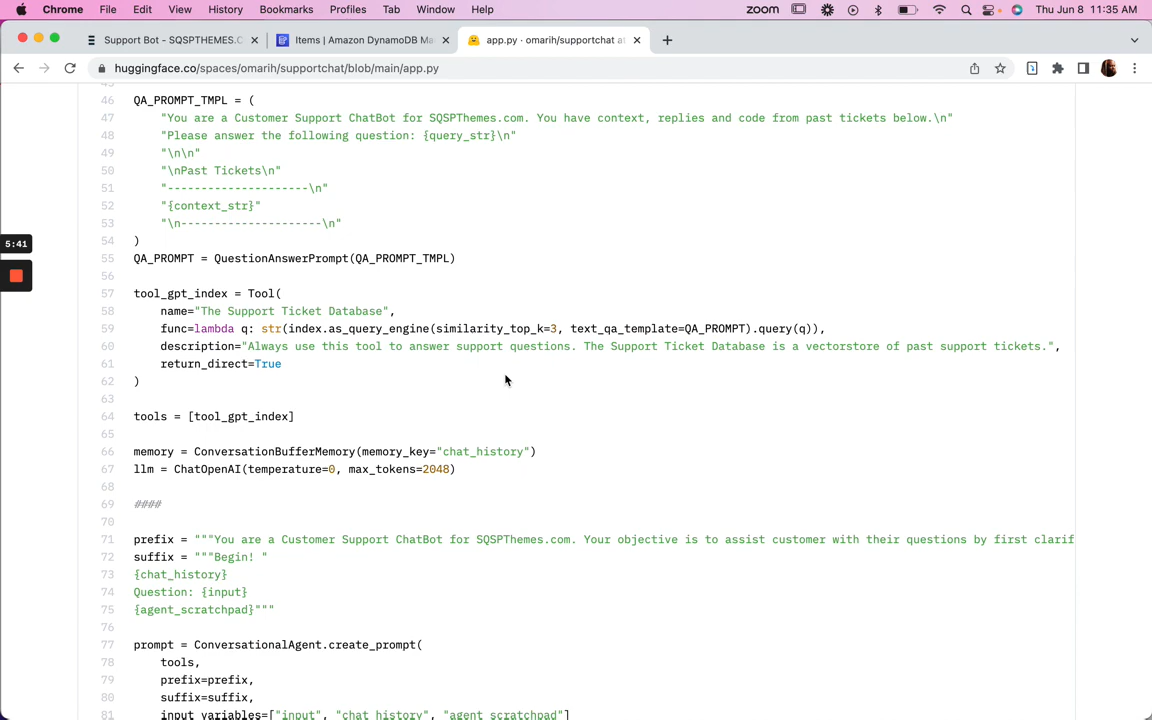 Chrome File Edit View History Bookmarks Profiles Tab Window Help zoom Thu Jun 8 11:35 AM
Support Bot - SQSPTHEMES.C Items | Amazon DynamoDB Ma app.py · omarih/supportchat at
huggingface.co/spaces/omarih/supportchat/blob/main/app.py
45
46 QA_PROMPT_TMPL = (
47 "You are a Customer Support ChatBot for SQSPThemes.com. You have context, replies and code from past tickets below.\n"
48 "Please answer the following question: {query_str}\n"
49 "\n\n"
50 "\nPast Tickets\n"
51 "---------------------\n"
52 "{context_str}"
53 "\n---------------------\n"
54 )
55 QA_PROMPT = QuestionAnswerPrompt(QA_PROMPT_TMPL)
56
5:41
57 tool_gpt_index = Tool(
58 name="The Support Ticket Database",
59 func=lambda q: str(index.as_query_engine(similarity_top_k=3, text_qa_template=QA_PROMPT).query(q)),
60 description="Always use this tool to answer support questions. The Support Ticket Database is a vectorstore of past support tickets.",
61 return_direct=True
62 )
63
64 tools = [tool_gpt_index]
65
66 memory = ConversationBufferMemory(memory_key="chat_history")
67 llm = ChatOpenAI(temperature=0, max_tokens=2048)
68
69 ####
70
71 prefix = """You are a Customer Support ChatBot for SQSPThemes.com. Your objective is to assist customer with their questions by first clarif
72 suffix = """Begin! "
73 {chat_history}
74 Question: {input}
75 {agent_scratchpad}"""
76
77 prompt = ConversationalAgent.create_prompt(
78 tools,
79 prefix=prefix,
80 suffix=suffix,
81 input_variables=["input", "chat_history", "agent_scratchpad"]